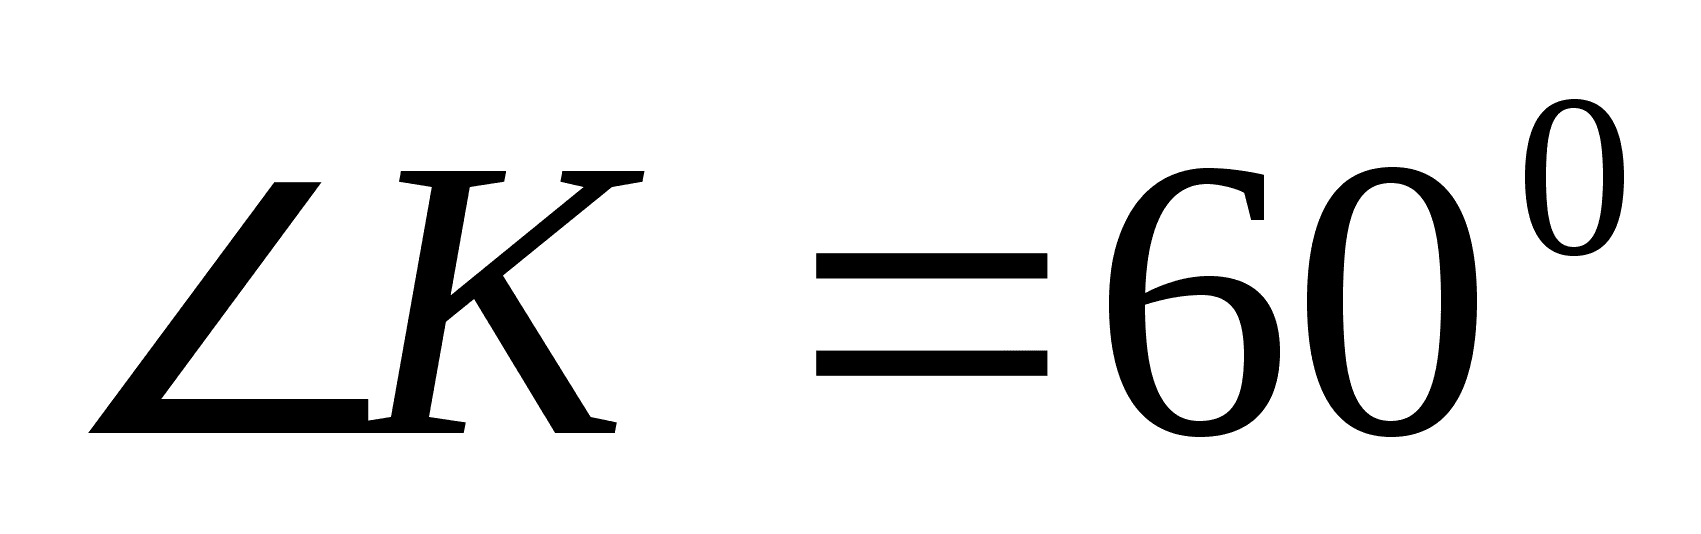 ∠K = 60⁰